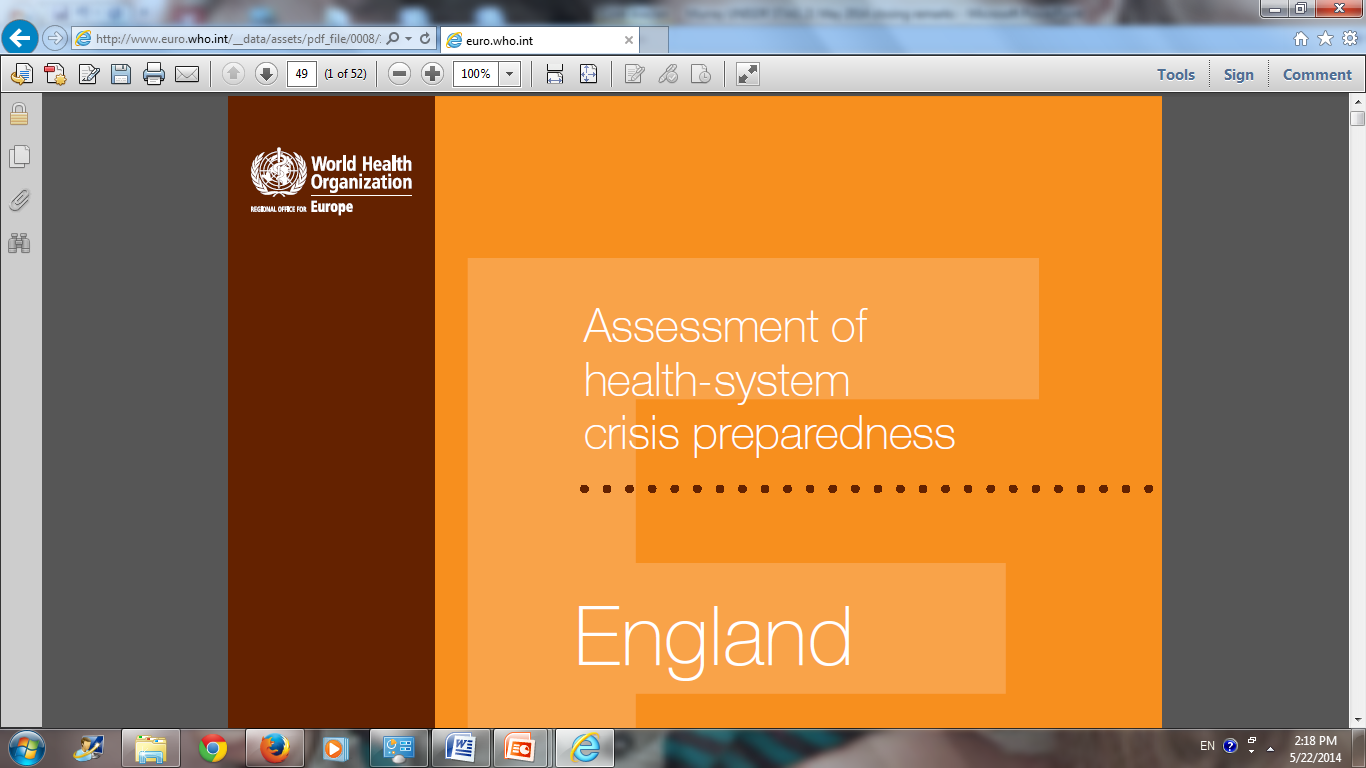 http://www.euro.who.int/__data/assets/pdf_file/0008/
euro.who.int
49 (1 of 52) 100% Tools Sign Comment
World Health
Organization
REGIONAL OFFICE FOR Europe
Assessment of
health-system
crisis preparedness
England
EN
2:18 PM
5/22/2014